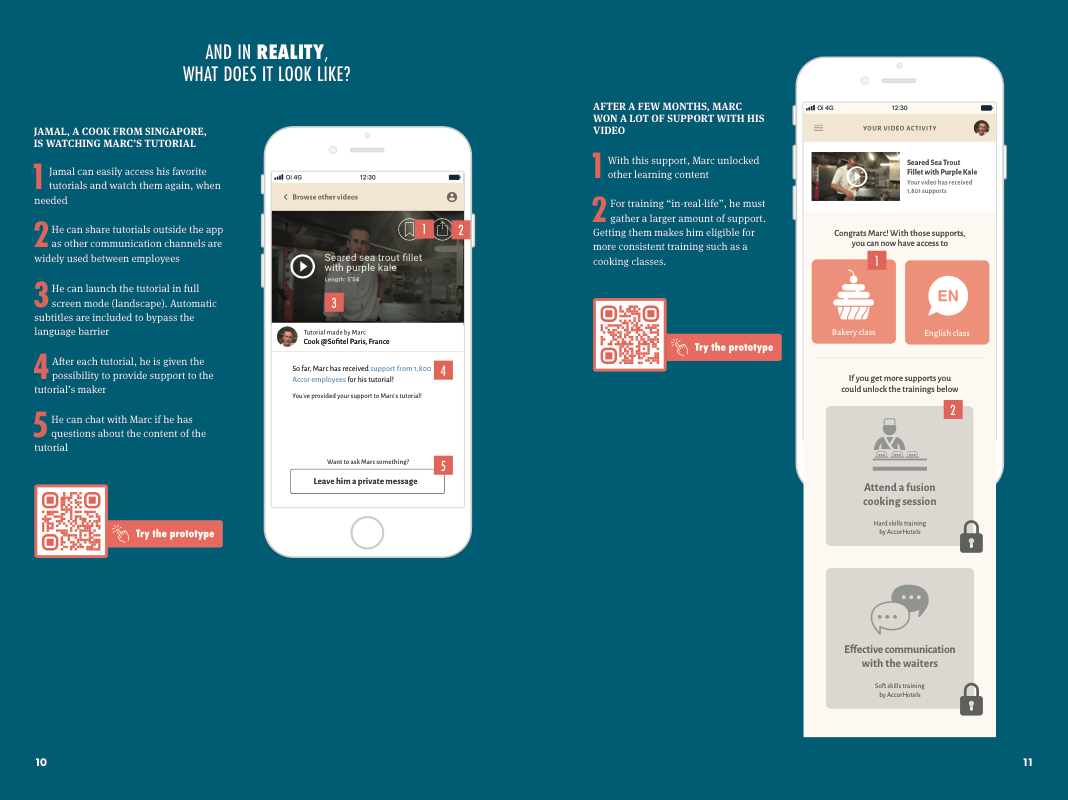 AND IN REALITY,
WHAT DOES IT LOOK LIKE?
JAMAL, A COOK FROM SINGAPORE,
IS WATCHING MARC'S TUTORIAL
1 Jamal can easily access his favorite
tutorials and watch them again, when
needed
2 He can share tutorials outside the app
as other communication channels are
widely used between employees
3 He can launch the tutorial in full
screen mode (landscape). Automatic
subtitles are included to bypass the
language barrier
4 After each tutorial, he is given the
possibility to provide support to the
tutorial's maker
5 He can chat with Marc if he has
questions about the content of the
tutorial
Try the prototype
Oi 4G 12:30
Browse other videos
1 2
Seared sea trout fillet
with purple kale
Length: 5'54
3
Tutorial made by Marc
Cook @Sofitel Paris, France
So far, Marc has received support from 1,800
Accor employees for his tutorial!
4
You've provided your support to Marc's tutorial!
Want to ask Marc something?
5
Leave him a private message
10
AFTER A FEW MONTHS, MARC
WON A LOT OF SUPPORT WITH HIS
VIDEO
1 With this support, Marc unlocked
other learning content
2 For training “in-real-life”, he must
gather a larger amount of support.
Getting them makes him eligible for
more consistent training such as a
cooking classes.
Try the prototype
Oi 4G 12:30
YOUR VIDEO ACTIVITY
Seared Sea Trout
Fillet with Purple Kale
Your video has received
1,801 supports
Congrats Marc! With those supports,
you can now have access to
1
EN
Bakery class English class
If you get more supports you
could unlock the trainings below
2
Attend a fusion
cooking session
Hard skills training
by AccorHotels
Effective communication
with the waiters
Soft skills training
by AccorHotels
11